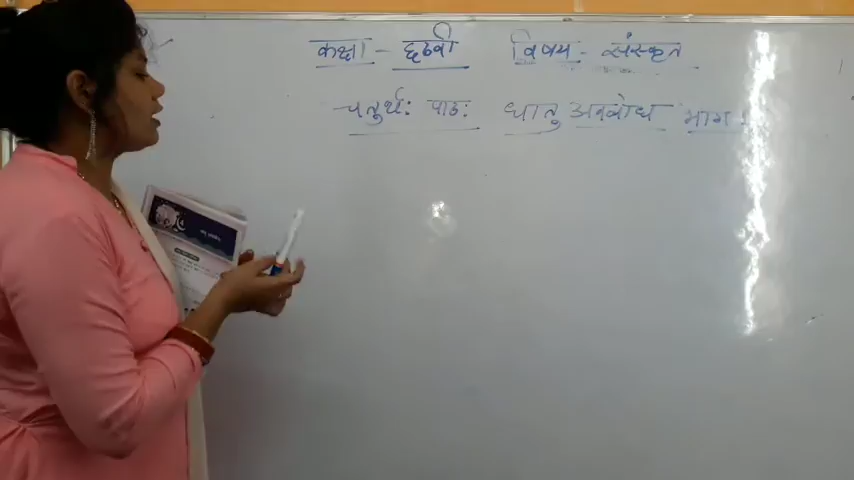 कक्षा - छठवी विषय - संस्कृत
चतुर्थ: पाठ: धातु अवबोध भाग